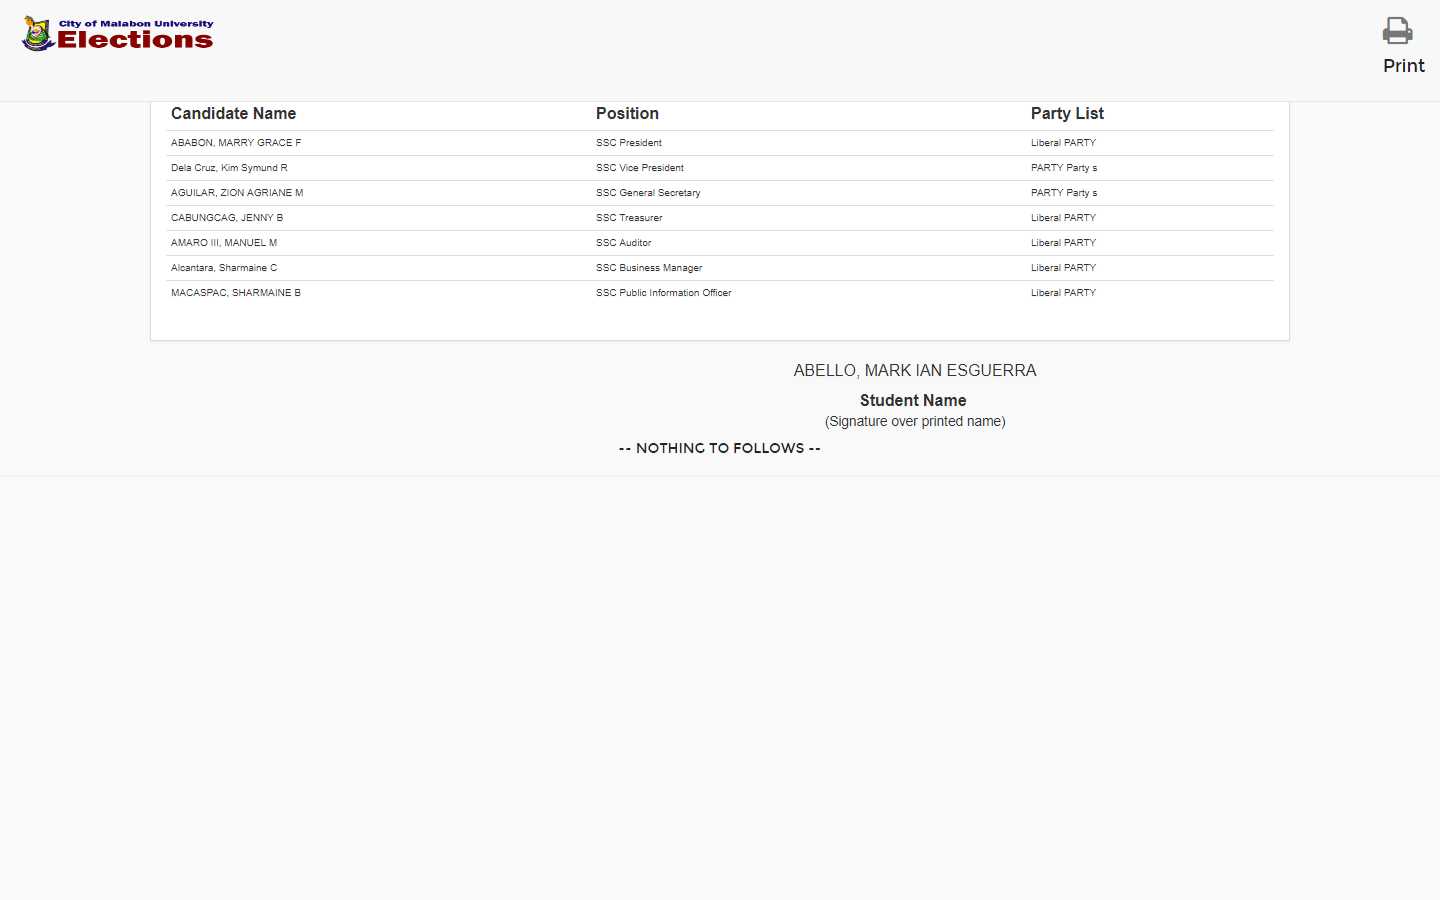 City of Malabon University
Elections
Print
Candidate Name Position Party List
ABABON, MARRY GRACE F SSC President Liberal PARTY
Dela Cruz, Kim Symund R SSC Vice President PARTY Party s
AGUILAR, ZION AGRIANE M SSC General Secretary PARTY Party s
CABUNGCAG, JENNY B SSC Treasurer Liberal PARTY
AMARO III, MANUEL M SSC Auditor Liberal PARTY
Alcantara, Sharmaine C SSC Business Manager Liberal PARTY
MACASPAC, SHARMAINE B SSC Public Information Officer Liberal PARTY
ABELLO, MARK IAN ESGUERRA
Student Name
(Signature over printed name)
-- NOTHING TO FOLLOWS --